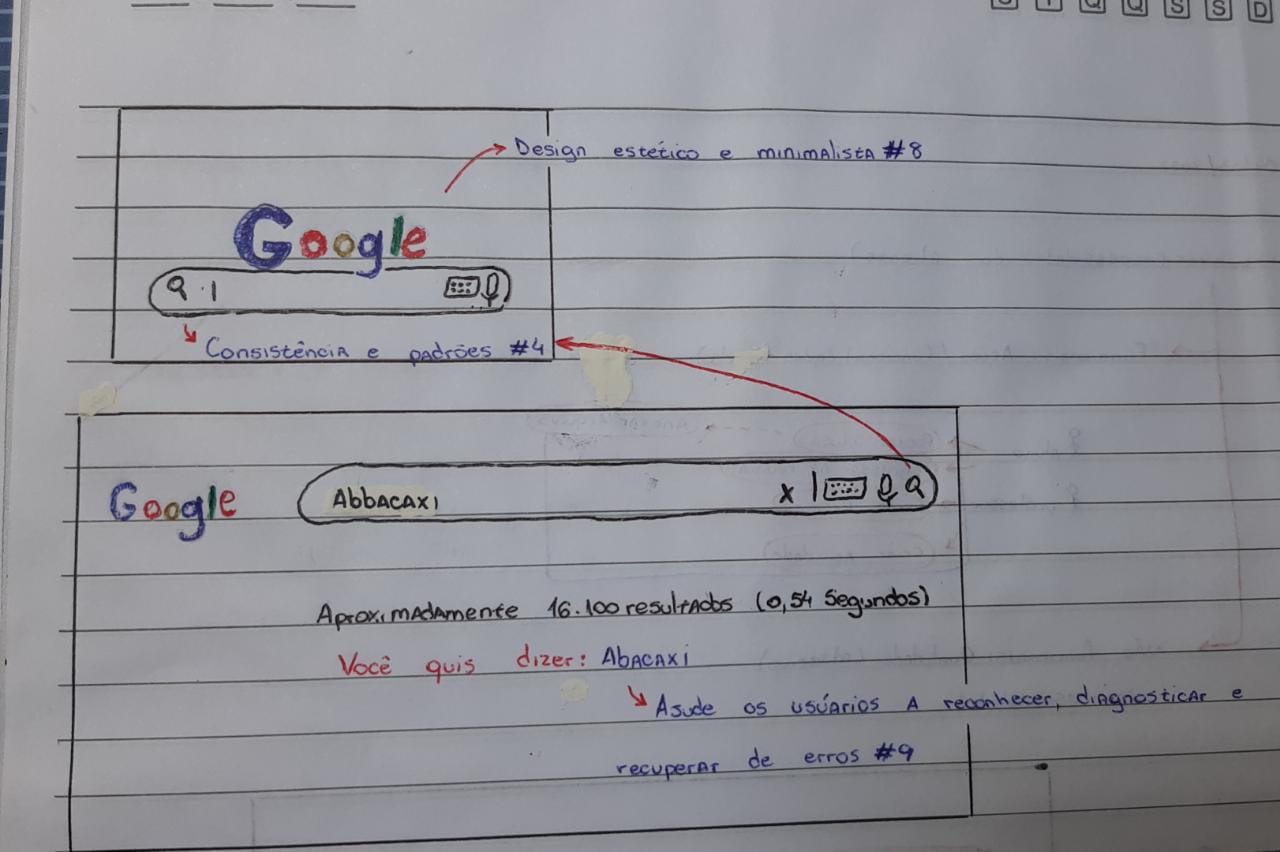 S T Q Q S S D
Design estético e minimalista #8
Google
Consistência e padrões #4
Google
Abbacaxi
x
Aproximadamente 16.100 resultados (0,54 segundos)
Você quis dizer: Abacaxi
Asude os usuários a reconhecer, diagnosticar e
recuperar de erros #9